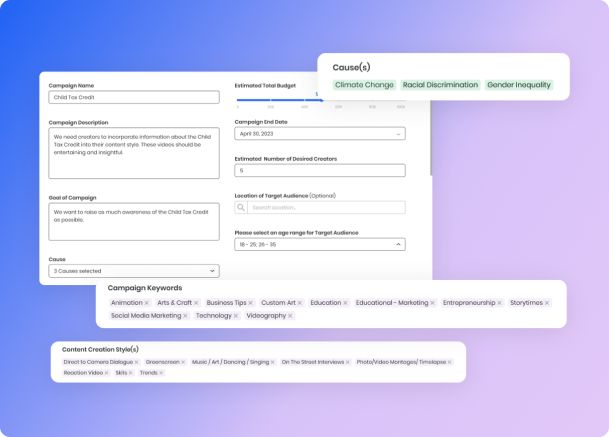 Cause(s)
Climate Change Racial Discrimination Gender Inequality
Campaign Name
Child Tax Credit
Campaign Description
We need creators to incorporate information about the Child
Tax Credit into their content style. These videos should be
entertaining and insightful.
Goal of Campaign
We want to raise as much awareness of the Child Tax Credit
as possible.
Cause
3 Causes selected
Estimated Total Budget
Campaign End Date
April 30, 2023
Estimated Number of Desired Creators
5
Location of Target Audience (Optional)
Search location...
Please select an age range for Target Audience
18 - 25; 26 - 35
Campaign Keywords
Animation × Arts & Craft × Business Tips × Custom Art × Education × Educational - Marketing × Entrepreneurship × Storytimes ×
Social Media Marketing × Technology × Videography ×
Content Creation Style(s)
Direct to Camera Dialogue × Greenscreen × Music / Art / Dancing / Singing × On The Street Interviews × Photo/Video Montages/ Timelapse ×
Reaction Video × Skits × Trends ×